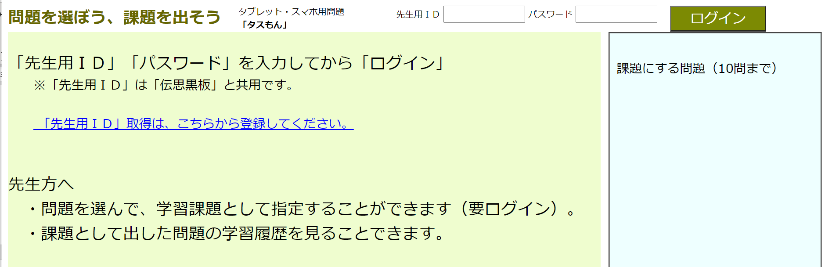 問題を選ぼう、課題を出そう
タブレット・スマホ用問題
「タスもん」
先生用ＩＤ
パスワード
ログイン
「先生用ＩＤ」「パスワード」を入力してから「ログイン」
※「先生用ＩＤ」は「伝思黒板」と共用です。
「先生用ＩＤ」取得は、こちらから登録してください。
先生方へ
・問題を選んで、学習課題として指定することができます（要ログイン）。
・課題として出した問題の学習履歴を見ることできます。
課題にする問題（10問まで）